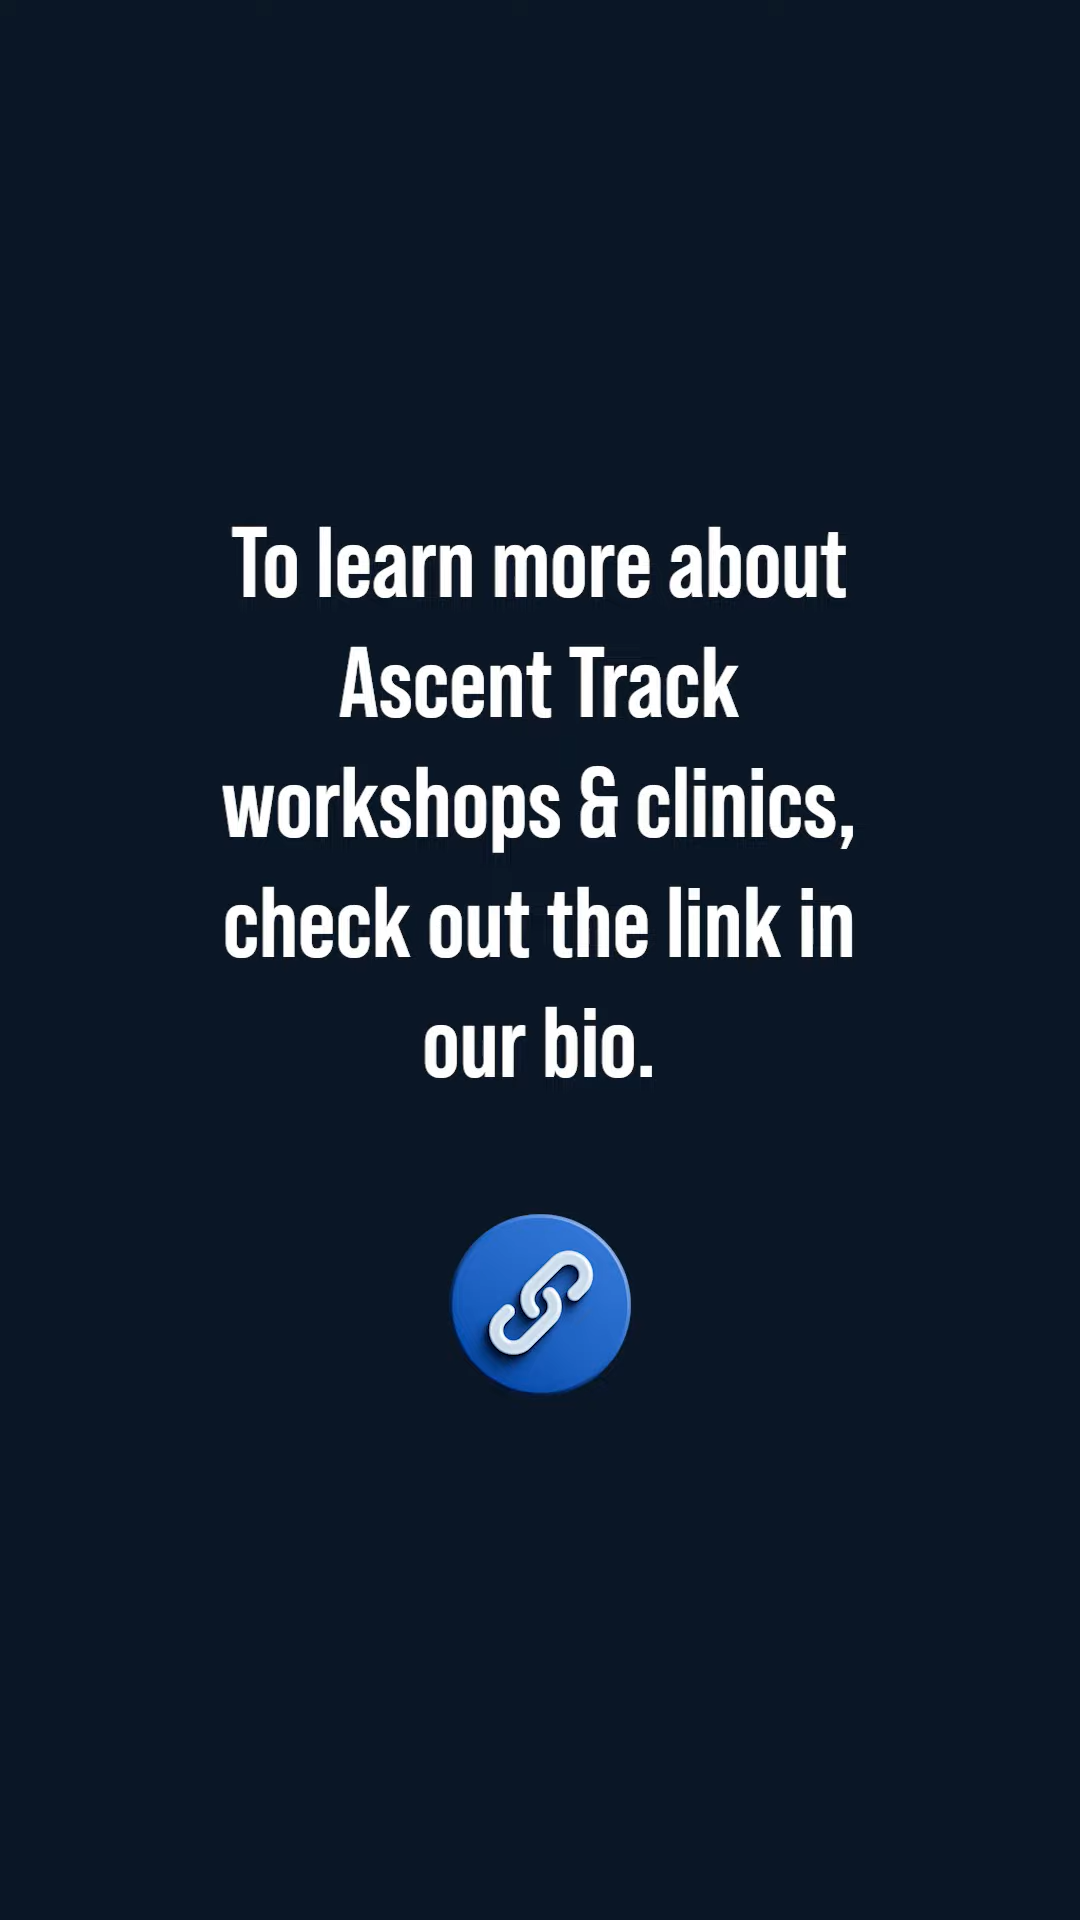 To learn more about
Ascent Track
workshops & clinics,
check out the link in
our bio.